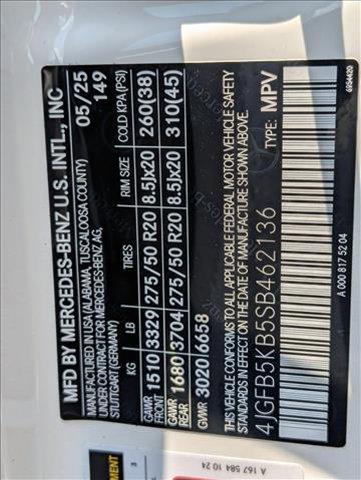 MFD BY MERCEDES-BENZ U.S. INTL., INC
MADE IN USA (ALABAMA, TUSCALOOSA COUNTY) 05/25
UNDER CONTRACT FOR MERCEDES-BENZ AG,
STUTTGART (GERMANY) 149
KG LB TIRES RIM SIZE COLD KPA (PSI)
GAWR FRONT 1510 3329 275/50 R20 8.5Jx20 260(38)
GAWR REAR 1680 3704 275/50 R20 8.5Jx20 310(45)
GVWR 3020 6658
THIS VEHICLE CONFORMS TO ALL APPLICABLE FEDERAL MOTOR VEHICLE SAFETY
STANDARDS IN EFFECT ON THE DATE OF MANUFACTURE SHOWN ABOVE
4JGFB5KB5SB462136 TYPE: MPV
A 000 817 52 04 6934420
3
A 167 584 10 24